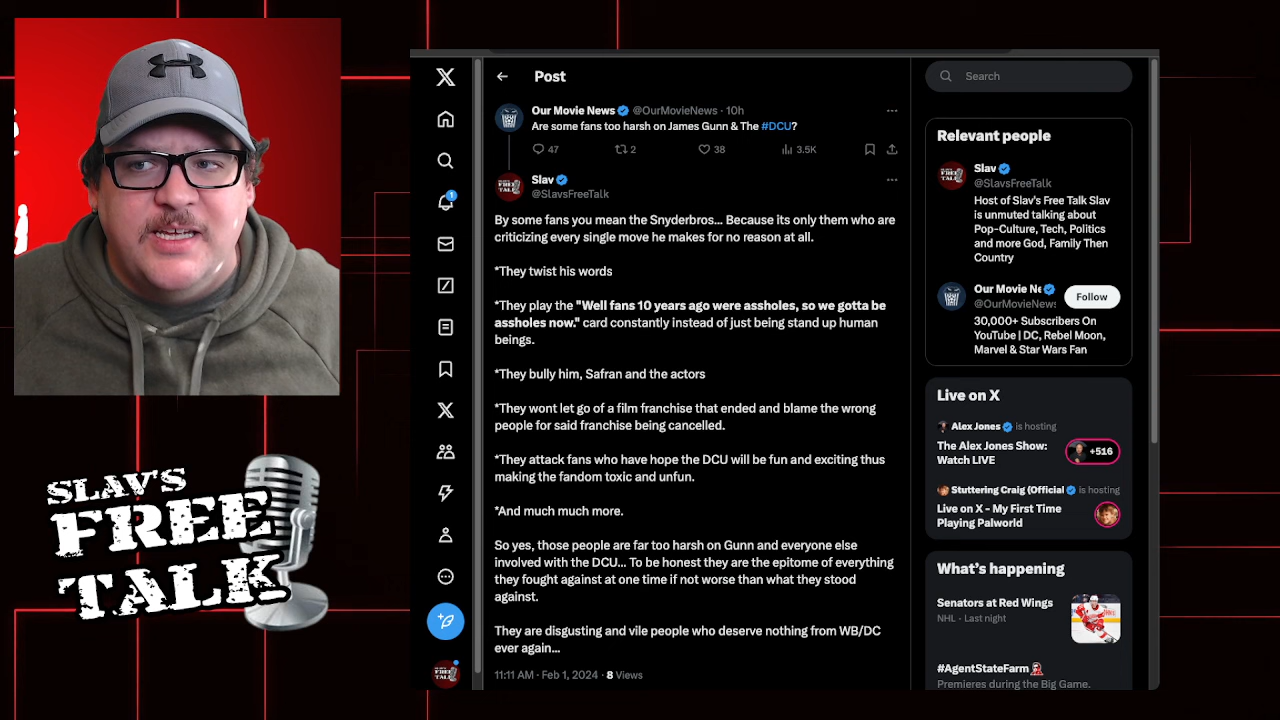 Post
Search
Our Movie News @OurMovieNews · 10h
Are some fans too harsh on James Gunn & The #DCU?
47 2 38 3.5K
Slav
@SlavsFreeTalk
By some fans you mean the Snyderbros... Because its only them who are
criticizing every single move he makes for no reason at all.
*They twist his words
*They play the "Well fans 10 years ago were assholes, so we gotta be
assholes now." card constantly instead of just being stand up human
beings.
*They bully him, Safran and the actors
*They wont let go of a film franchise that ended and blame the wrong
people for said franchise being cancelled.
*They attack fans who have hope the DCU will be fun and exciting thus
making the fandom toxic and unfun.
*And much much more.
So yes, those people are far too harsh on Gunn and everyone else
involved with the DCU... To be honest they are the epitome of everything
they fought against at one time if not worse than what they stood
against.
They are disgusting and vile people who deserve nothing from WB/DC
ever again...
11:11 AM · Feb 1, 2024 · 8 Views
Relevant people
Slav
@SlavsFreeTalk
Host of Slav's Free Talk Slav
is unmuted talking about
Pop-Culture, Tech, Politics
and more God, Family Then
Country
Our Movie Ne
@OurMovieNews
Follow
30,000+ Subscribers On
YouTube | DC, Rebel Moon,
Marvel & Star Wars Fan
Live on X
Alex Jones is hosting
The Alex Jones Show:
Watch LIVE
+516
Stuttering Craig (Official is hosting
Live on X - My First Time
Playing Palworld
What's happening
Senators at Red Wings
NHL · Last night
#AgentStateFarm
Premieres during the Big Game.
1
SLAV'S
FREE
TALK